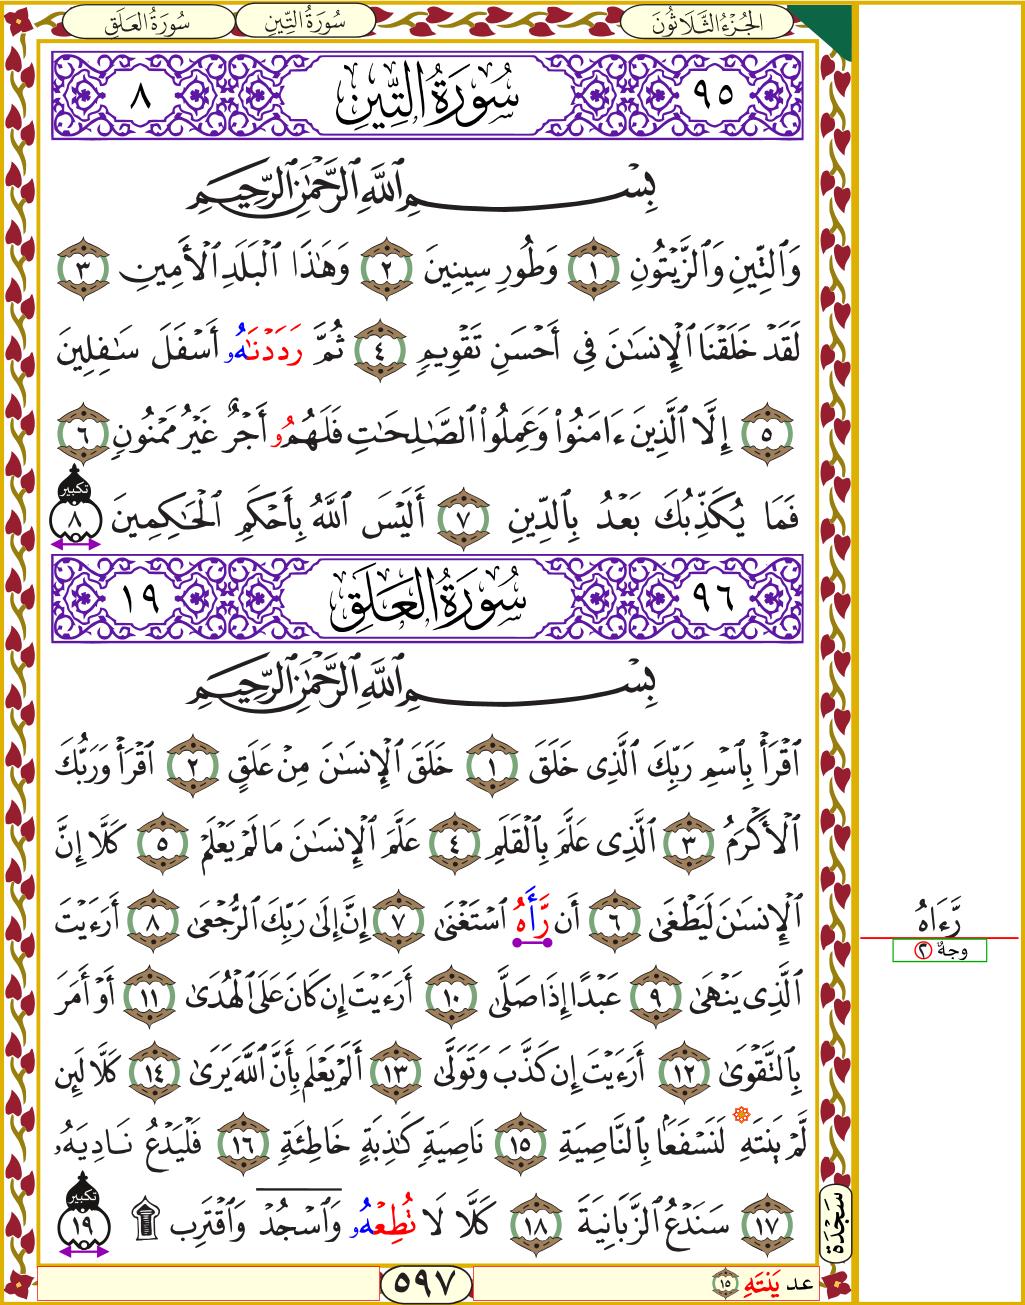 الجُزْءُ الثَّلَاثُونَ سُورَةُ التِّينِ سُورَةُ العَلَقِ
٩٥ سُورَةُ التِّينِ ٨
بِسْمِ ٱللَّهِ ٱلرَّحْمَٰنِ ٱلرَّحِيمِ
وَٱلتِّينِ وَٱلزَّيْتُونِ ١ وَطُورِ سِينِينَ ٢ وَهَٰذَا ٱلْبَلَدِ ٱلْأَمِينِ ٣
لَقَدْ خَلَقْنَا ٱلْإِنسَٰنَ فِى أَحْسَنِ تَقْوِيمٍ ٤ ثُمَّ رَدَدْنَٰهُۥ أَسْفَلَ سَٰفِلِينَ
٥ إِلَّا ٱلَّذِينَ ءَامَنُوا۟ وَعَمِلُوا۟ ٱلصَّٰلِحَٰتِ فَلَهُمُۥ أَجْرٌ غَيْرُ مَمْنُونٍ ٦
فَمَا يُكَذِّبُكَ بَعْدُ بِٱلدِّينِ ٧ أَلَيْسَ ٱللَّهُ بِأَحْكَمِ ٱلْحَٰكِمِينَ تكبير ٨
٩٦ سُورَةُ العَلَقِ ١٩
بِسْمِ ٱللَّهِ ٱلرَّحْمَٰنِ ٱلرَّحِيمِ
ٱقْرَأْ بِٱسْمِ رَبِّكَ ٱلَّذِى خَلَقَ ١ خَلَقَ ٱلْإِنسَٰنَ مِنْ عَلَقٍ ٢ ٱقْرَأْ وَرَبُّكَ
ٱلْأَكْرَمُ ٣ ٱلَّذِى عَلَّمَ بِٱلْقَلَمِ ٤ عَلَّمَ ٱلْإِنسَٰنَ مَا لَمْ يَعْلَمْ ٥ كَلَّا إِنَّ
ٱلْإِنسَٰنَ لَيَطْغَىٰ ٦ أَن رَّأَهُ ٱسْتَغْنَىٰ ٧ إِنَّ إِلَىٰ رَبِّكَ ٱلرُّجْعَىٰ ٨ أَرَءَيْتَ
رَّءَاهُ
وجهٌ ٢
ٱلَّذِى يَنْهَىٰ ٩ عَبْدًا إِذَا صَلَّىٰ ١٠ أَرَءَيْتَ إِن كَانَ عَلَى ٱلْهُدَىٰ ١١ أَوْ أَمَرَ
بِٱلتَّقْوَىٰ ١٢ أَرَءَيْتَ إِن كَذَّبَ وَتَوَلَّىٰ ١٣ أَلَمْ يَعْلَم بِأَنَّ ٱللَّهَ يَرَىٰ ١٤ كَلَّا لَئِن
لَّمْ يَنتَهِ لَنَسْفَعًۢا بِٱلنَّاصِيَةِ ١٥ نَاصِيَةٍ كَٰذِبَةٍ خَاطِئَةٍ ١٦ فَلْيَدْعُ نَادِيَهُۥ
١٧ سَنَدْعُ ٱلزَّبَانِيَةَ ١٨ كَلَّا لَا تُطِعْهُۥ وَٱسْجُدْ وَٱقْتَرِب ۩ تكبير ١٩
سَجْدَة
عد يَنْتَهِ ١٥
٥٩٧